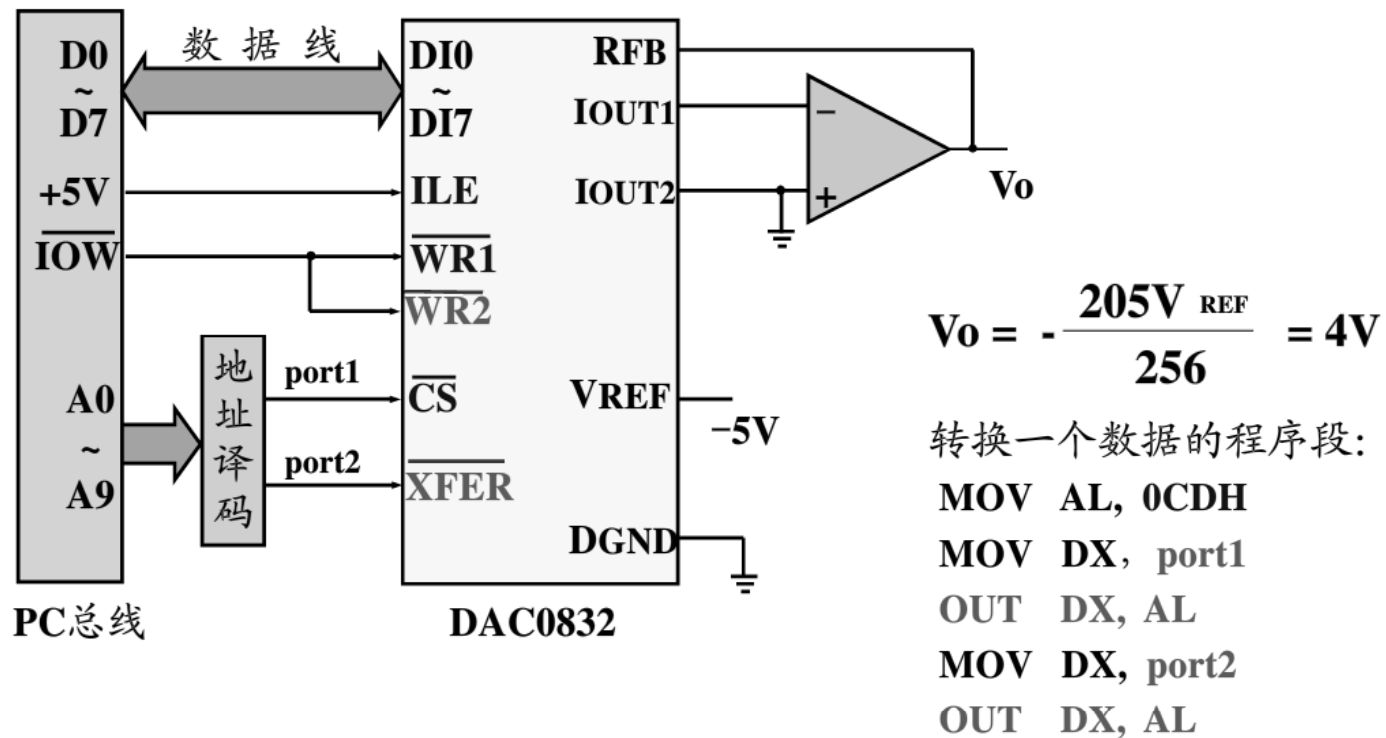 数 据 线
D0
~
D7
+5V
IOW
A0
~
A9
PC总线
地
址
译
码
port1
port2
DI0
~
DI7
ILE
WR1
WR2
CS
XFER
RFB
IOUT1
IOUT2
VREF
DGND
DAC0832
−
+
Vo
−5V
Vo = - 205V REF / 256 = 4V
转换一个数据的程序段:
MOV AL, 0CDH
MOV DX, port1
OUT DX, AL
MOV DX, port2
OUT DX, AL